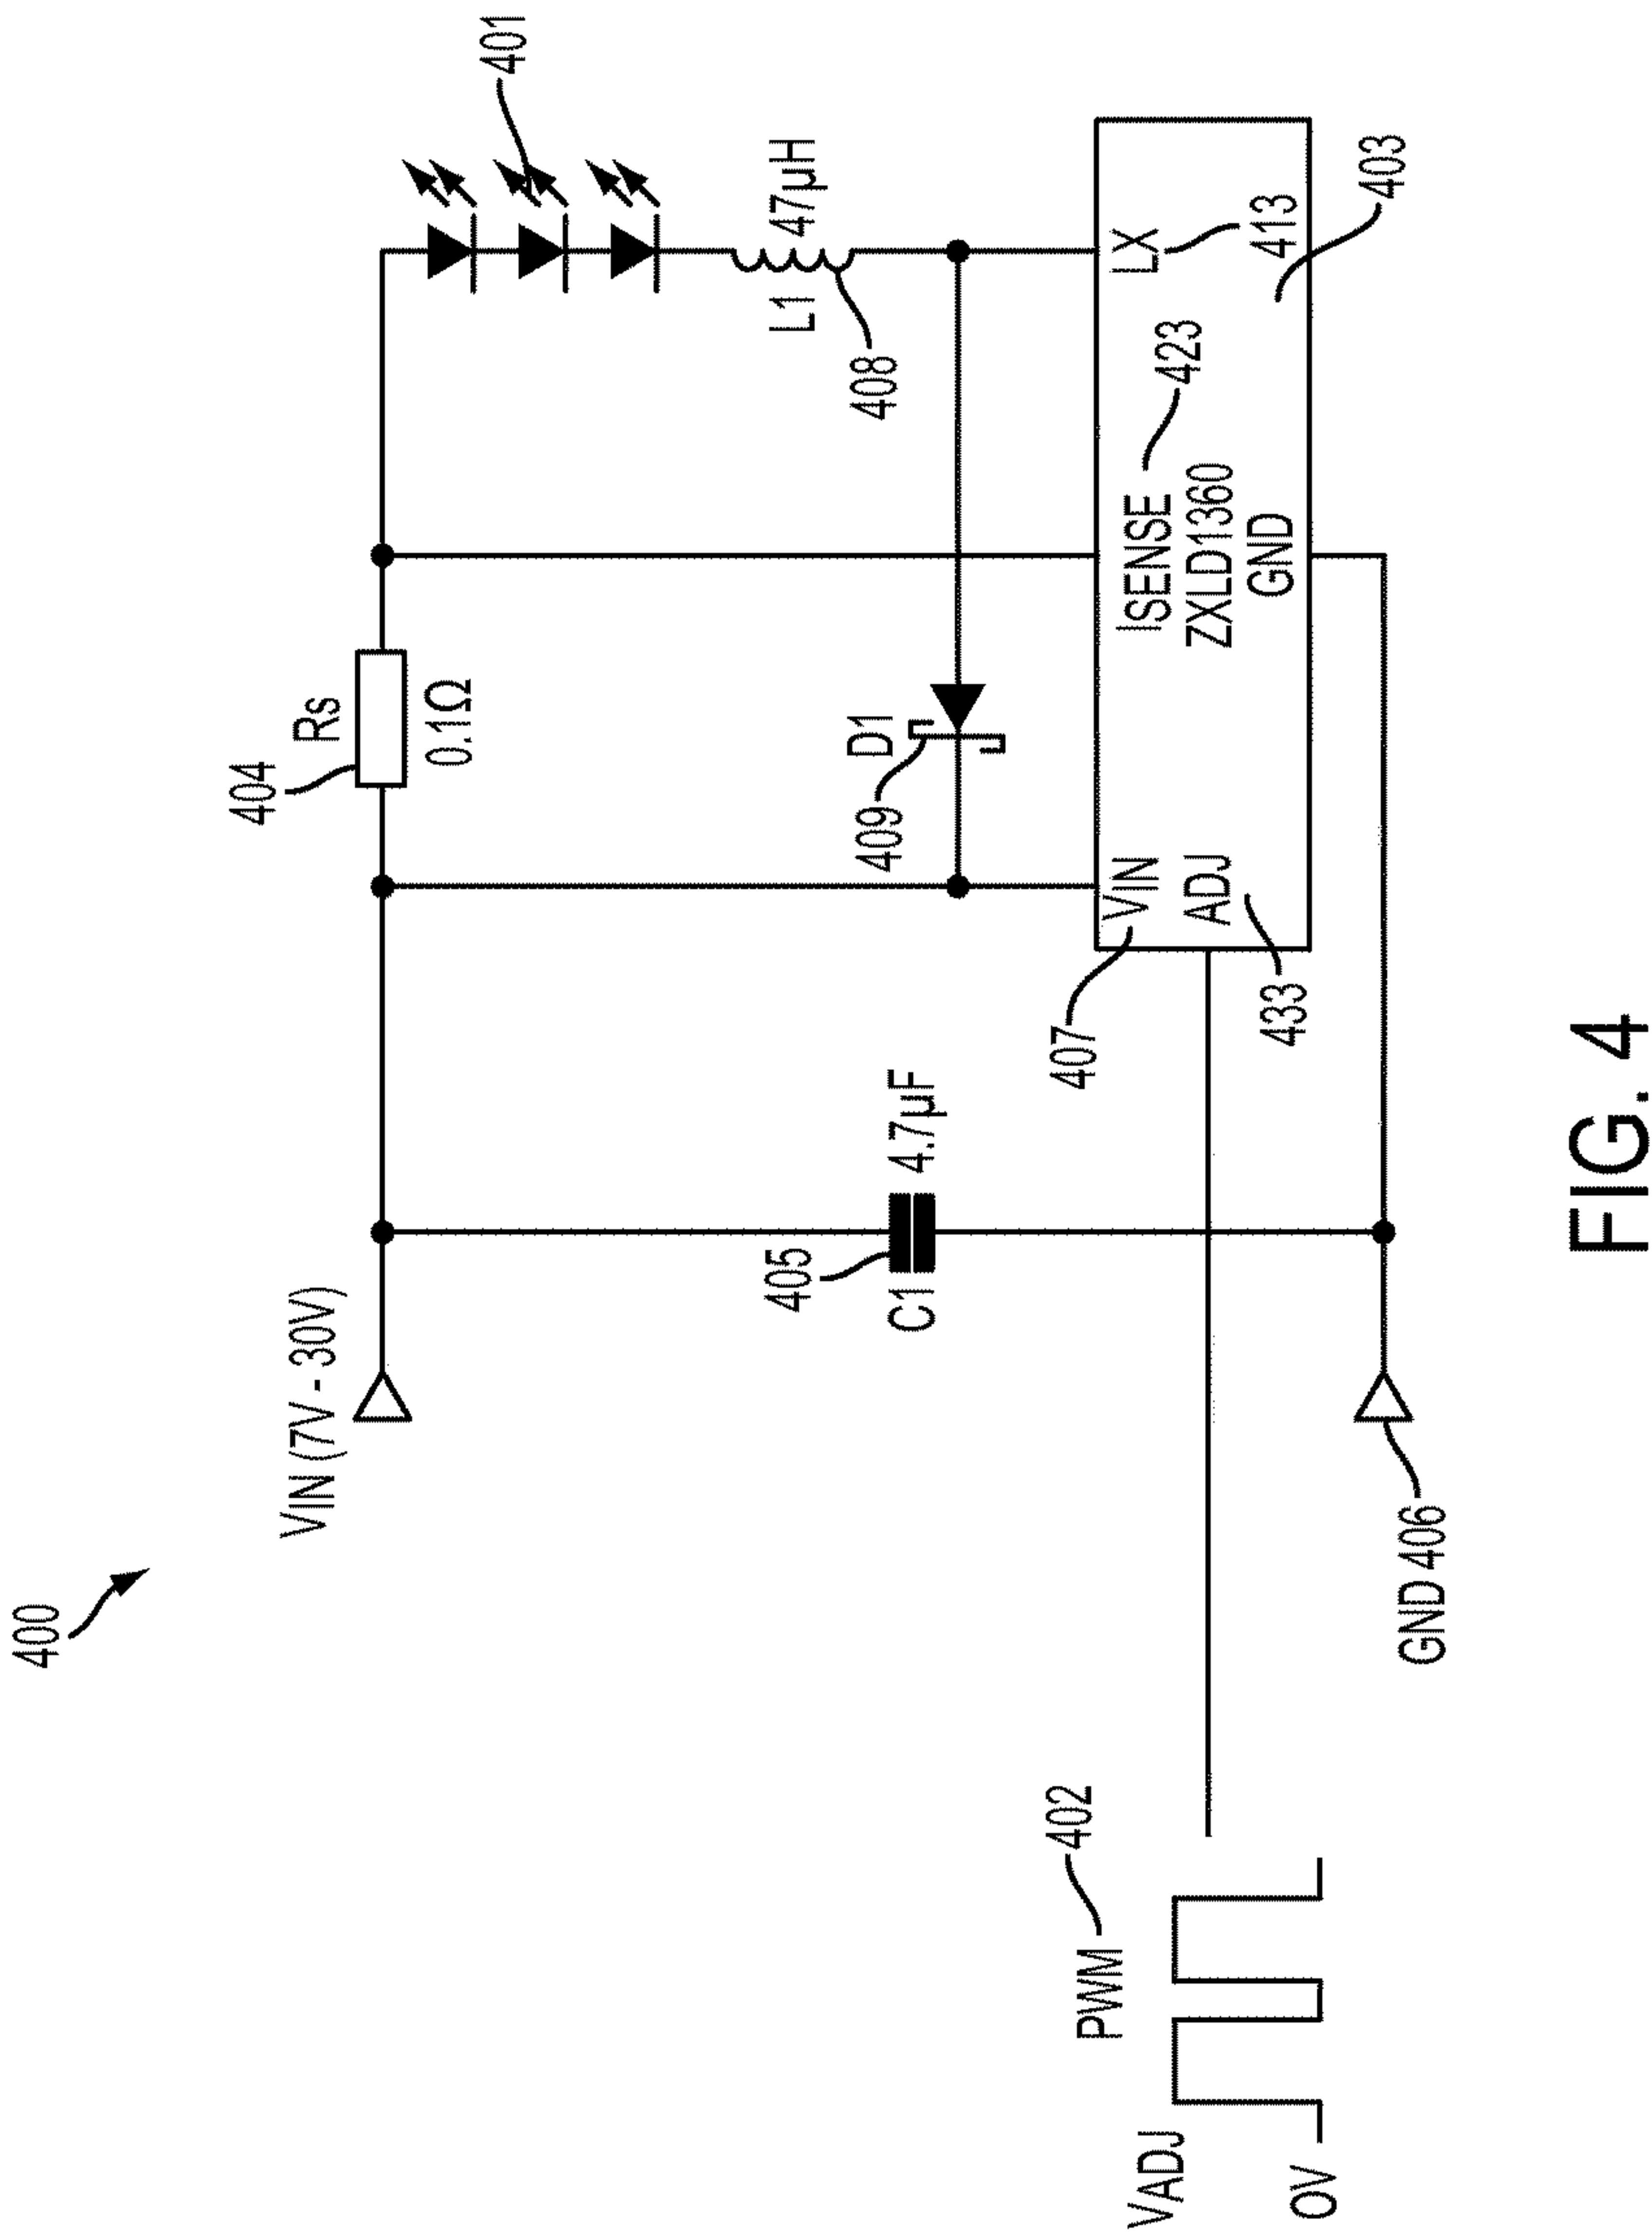 400
VIN (7V - 30V)
404
Rs
0.1Ω
401
L1 47µH
408
D1
409
405
C1 4.7µF
407
VIN
ISENSE
423
LX
413
ADJ
433
ZXLD1360
GND
403
PWM
402
VADJ
0V
GND 406
FIG. 4